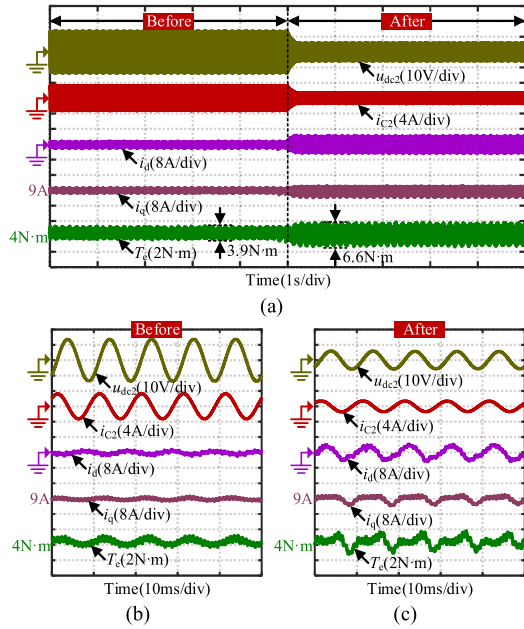 Before After
u_dc2(10V/div)
i_C2(4A/div)
i_d(8A/div)
9A
i_q(8A/div)
4N·m
T_e(2N·m) 3.9N·m 6.6N·m
Time(1s/div)
(a)
Before
u_dc2(10V/div)
i_C2(4A/div)
i_d(8A/div)
9A
i_q(8A/div)
4N·m
T_e(2N·m)
Time(10ms/div)
(b)
After
u_dc2(10V/div)
i_C2(4A/div)
i_d(8A/div)
9A
i_q(8A/div)
4N·m
T_e(2N·m)
Time(10ms/div)
(c)